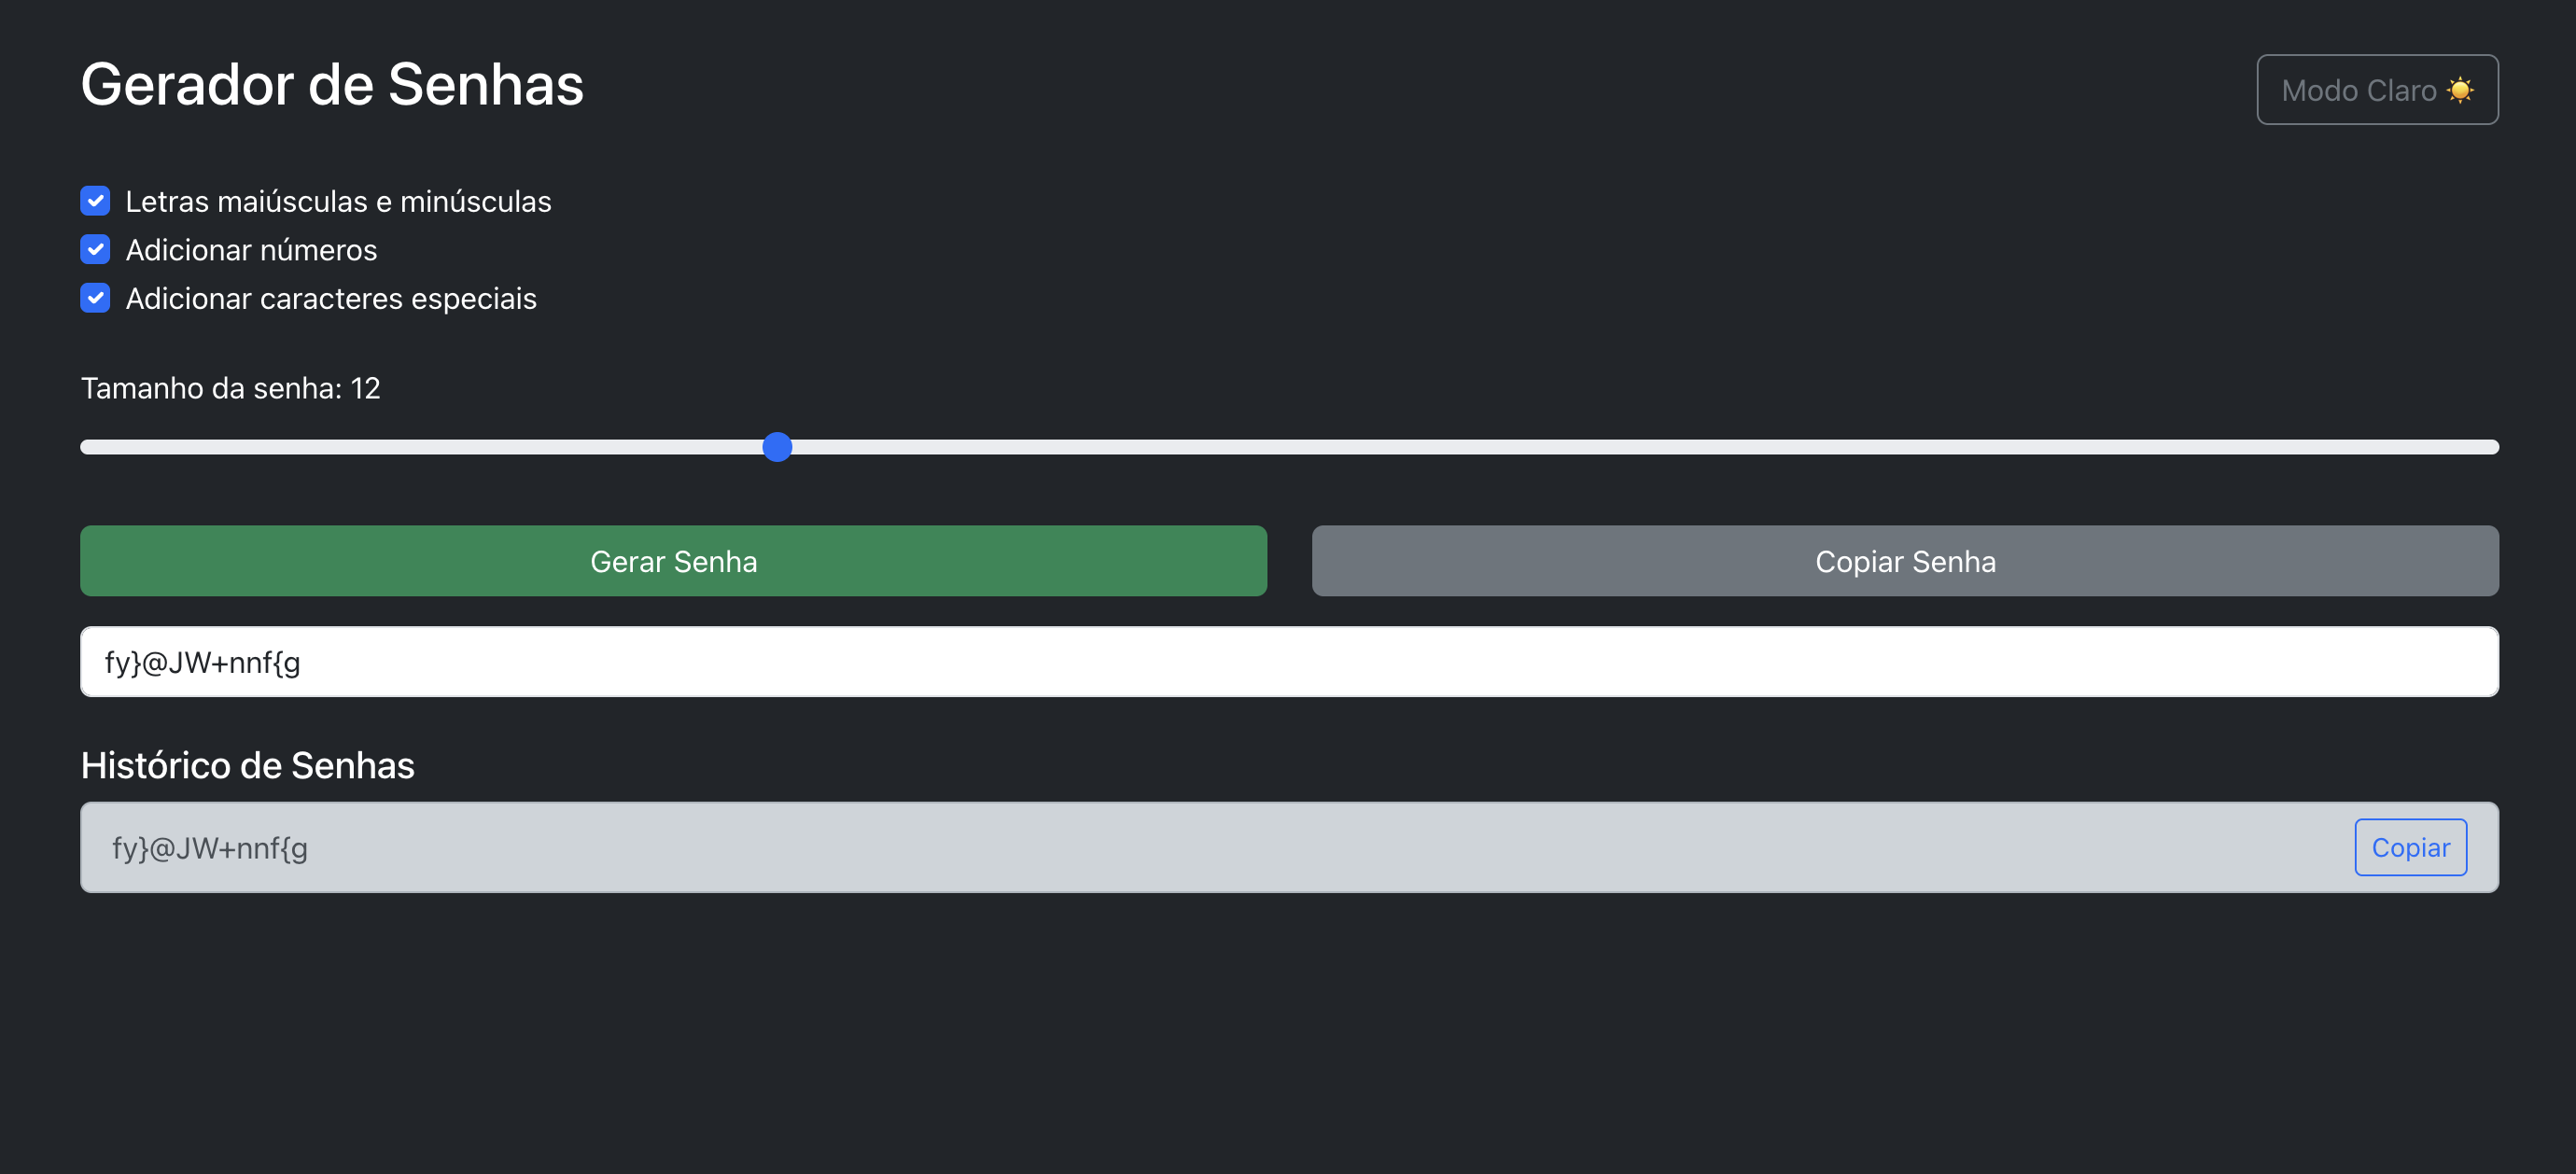 Gerador de Senhas
Modo Claro ☀️
Letras maiúsculas e minúsculas
Adicionar números
Adicionar caracteres especiais
Tamanho da senha: 12
Gerar Senha
Copiar Senha
fy}@JW+nnf{g
Histórico de Senhas
fy}@JW+nnf{g
Copiar